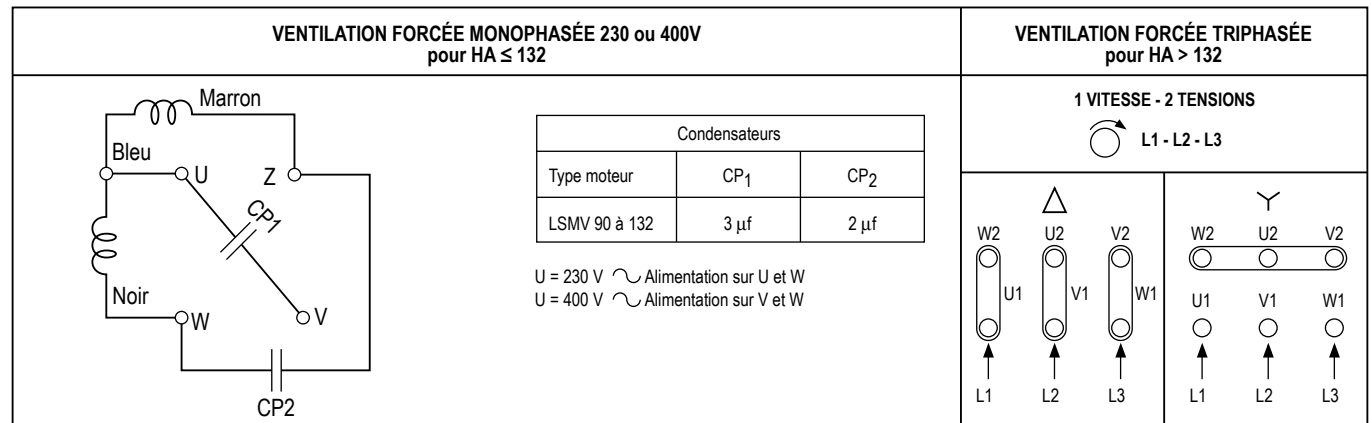 VENTILATION FORCÉE MONOPHASÉE 230 ou 400V
pour HA ≤ 132
Marron
Bleu
U
Z
CP1
Noir
W
V
CP2
Condensateurs
Type moteur CP1 CP2
LSMV 90 à 132 3 µf 2 µf
U = 230 V Alimentation sur U et W
U = 400 V Alimentation sur V et W
VENTILATION FORCÉE TRIPHASÉE
pour HA > 132
1 VITESSE - 2 TENSIONS
L1 - L2 - L3
W2 U2 V2
U1 V1 W1
L1 L2 L3
W2 U2 V2
U1 V1 W1
L1 L2 L3